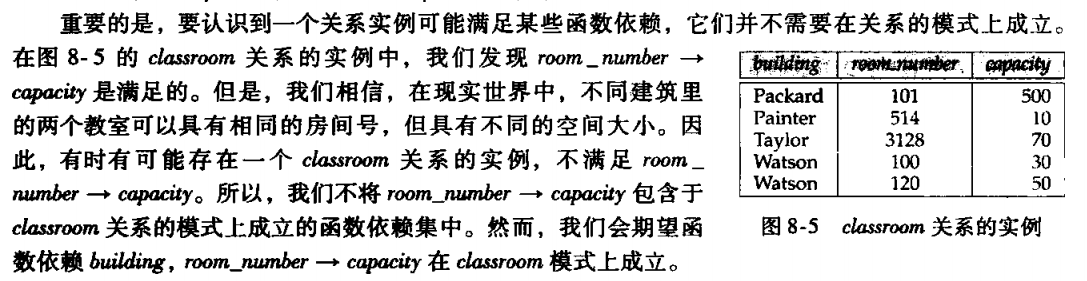 重要的是，要认识到一个关系实例可能满足某些函数依赖，它们并不需要在关系的模式上成立。
在图 8-5 的 classroom 关系的实例中，我们发现 room_number →
capacity 是满足的。但是，我们相信，在现实世界中，不同建筑里
的两个教室可以具有相同的房间号，但具有不同的空间大小。因
此，有时有可能存在一个 classroom 关系的实例，不满足 room_
number → capacity。所以，我们不将 room_number → capacity 包含于
classroom 关系的模式上成立的函数依赖集中。然而，我们会期望函
数依赖 building，room_number → capacity 在 classroom 模式上成立。
building room_number capacity
Packard 101 500
Painter 514 10
Taylor 3128 70
Watson 100 30
Watson 120 50
图 8-5 classroom 关系的实例